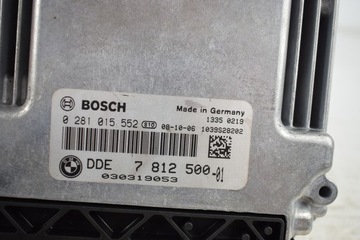 BOSCH
Made in Germany
1335 0219
0 281 015 552 S10 08-10-06 1039S28202
DDE 7 812 500-01
030319053